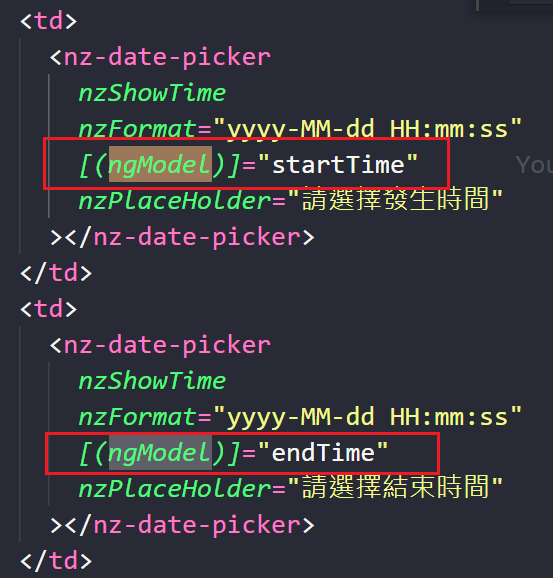 <td>
<nz-date-picker
nzShowTime
nzFormat="yyyy-MM-dd HH:mm:ss"
[(ngModel)]="startTime"
nzPlaceHolder="請選擇發生時間"
></nz-date-picker>
</td>
<td>
<nz-date-picker
nzShowTime
nzFormat="yyyy-MM-dd HH:mm:ss"
[(ngModel)]="endTime"
nzPlaceHolder="請選擇結束時間"
></nz-date-picker>
</td>